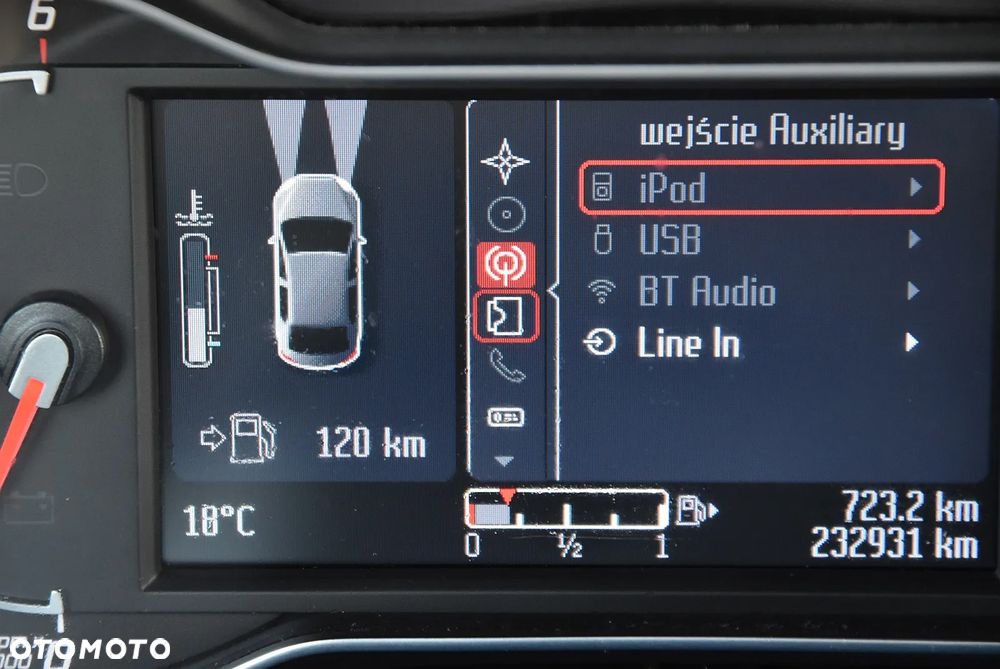 6
wejście Auxiliary
iPod
USB
BT Audio
Line In
120 km
10°C
0 ½ 1
723.2 km
232931 km
OTOMOTO